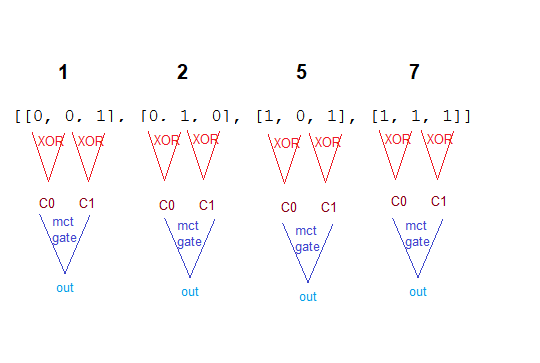 1 2 5 7
[[0, 0, 1], [0, 1, 0], [1, 0, 1], [1, 1, 1]]
XOR XOR XOR XOR XOR XOR XOR XOR
C0 C1 C0 C1 C0 C1 C0 C1
mct mct mct mct
gate gate gate gate
out out out out